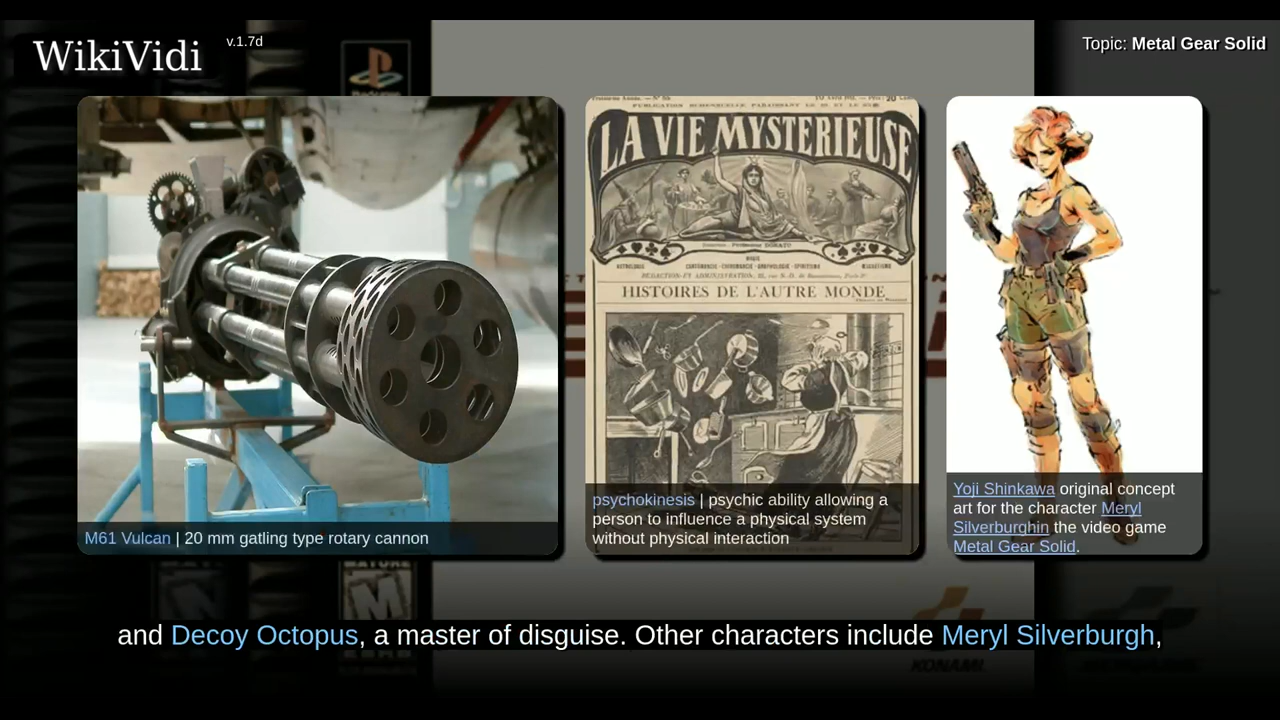 WikiVidi
v.1.7d
Topic: Metal Gear Solid
LA VIE MYSTERIEUSE
HISTOIRES DE L'AUTRE MONDE
M61 Vulcan | 20 mm gatling type rotary cannon
psychokinesis | psychic ability allowing a
person to influence a physical system
without physical interaction
Yoji Shinkawa original concept
art for the character Meryl
Silverburghin the video game
Metal Gear Solid.
and Decoy Octopus, a master of disguise. Other characters include Meryl Silverburgh,
KONAMI